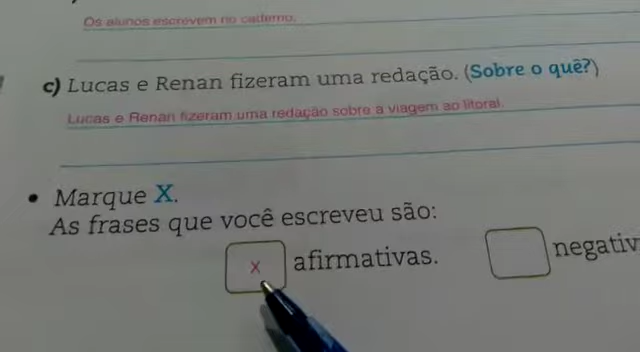 Os alunos escrevem no caderno.
c) Lucas e Renan fizeram uma redação. (Sobre o quê?)
Lucas e Renan fizeram uma redação sobre a viagem ao litoral.
• Marque X.
As frases que você escreveu são:
x afirmativas. negativ